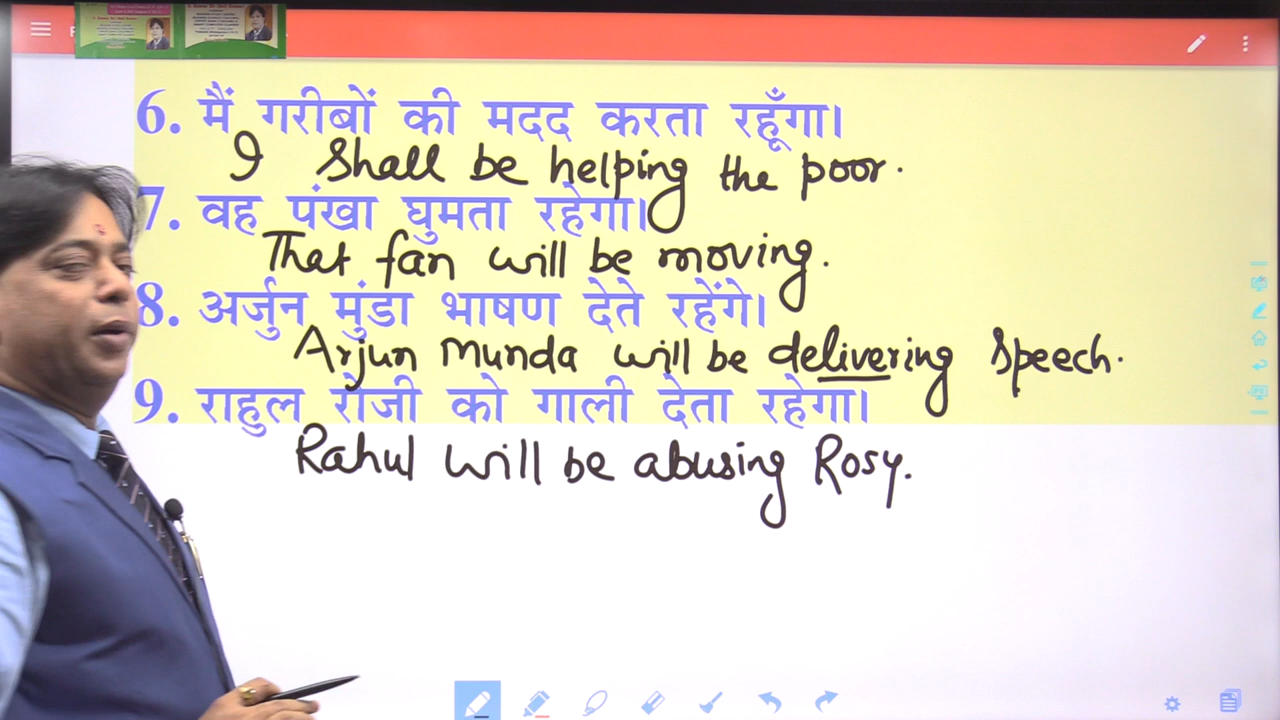 6. मैं गरीबों की मदद करता रहूँगा।
I shall be helping the poor.
7. वह पंखा घुमता रहेगा।
That fan will be moving.
8. अर्जुन मुंडा भाषण देते रहेंगे।
Arjun Munda will be delivering speech.
9. राहुल रोजी को गाली देता रहेगा।
Rahul will be abusing Rosy.